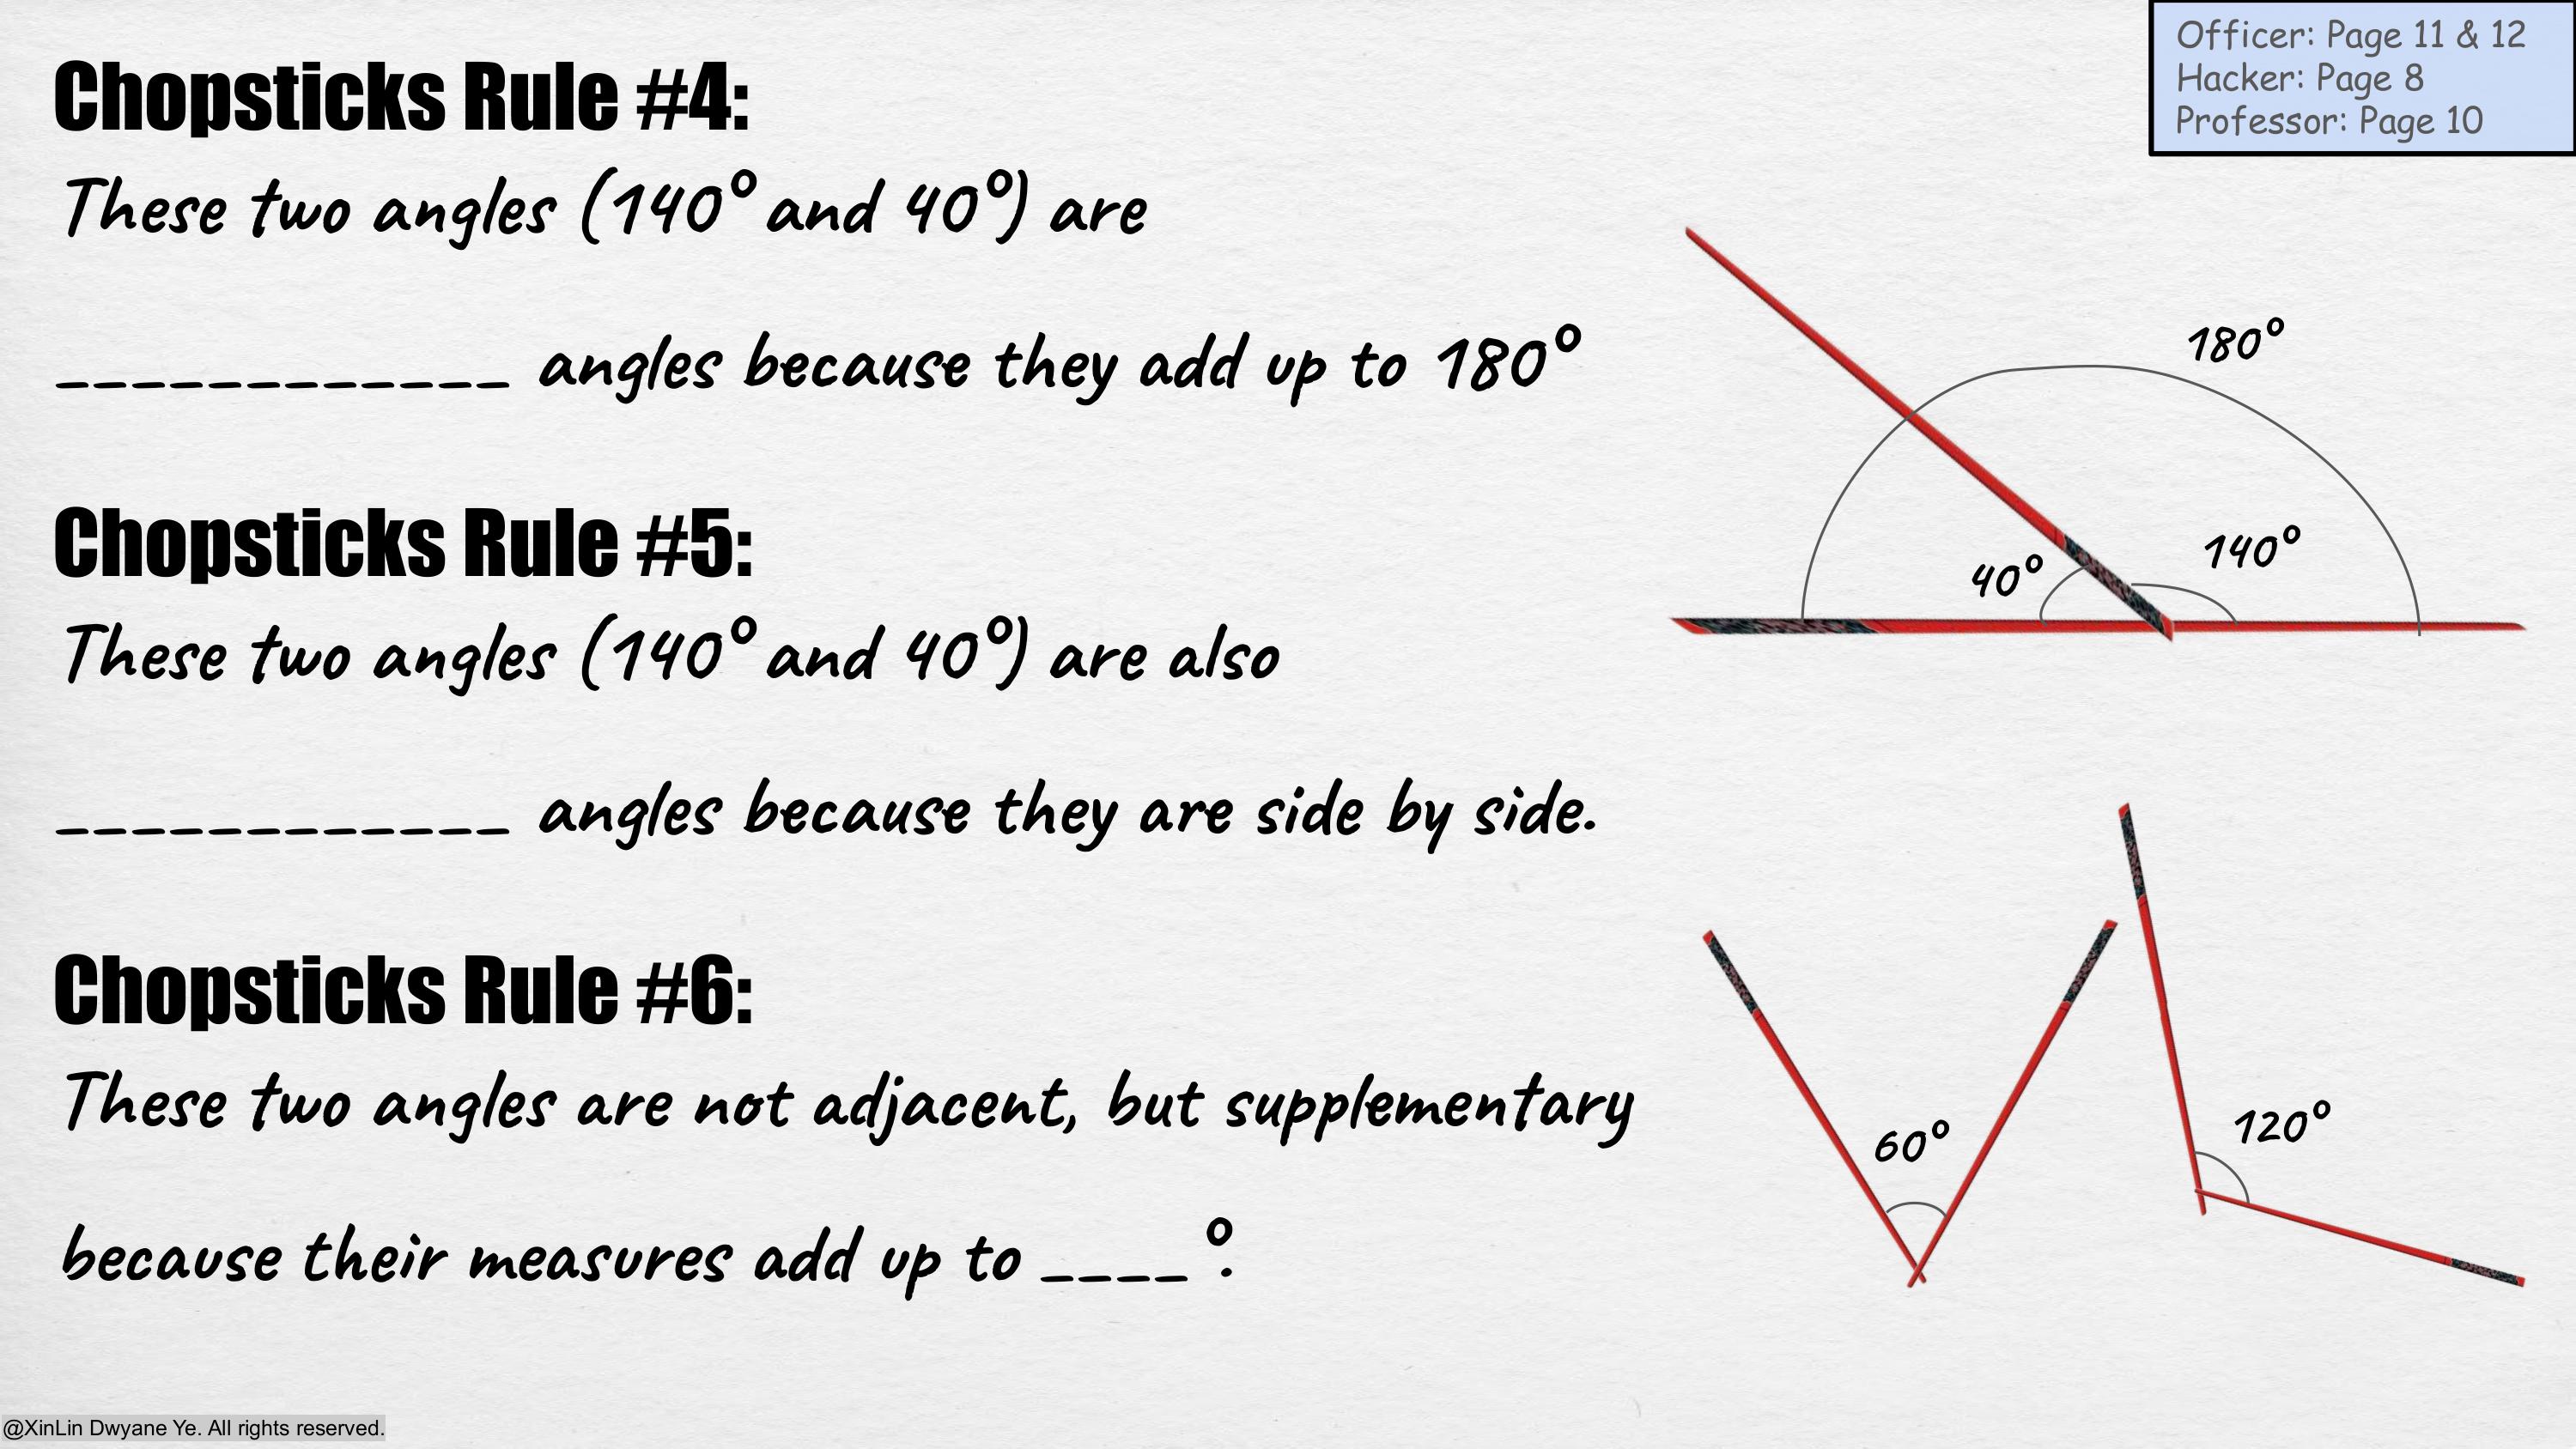 Officer: Page 11 & 12
Hacker: Page 8
Professor: Page 10
Chopsticks Rule #4:
These two angles (140° and 40°) are
____________ angles because they add up to 180°
180°
40°
140°
Chopsticks Rule #5:
These two angles (140° and 40°) are also
____________ angles because they are side by side.
Chopsticks Rule #6:
These two angles are not adjacent, but supplementary
because their measures add up to ____°.
60°
120°
@XinLin Dwyane Ye. All rights reserved.